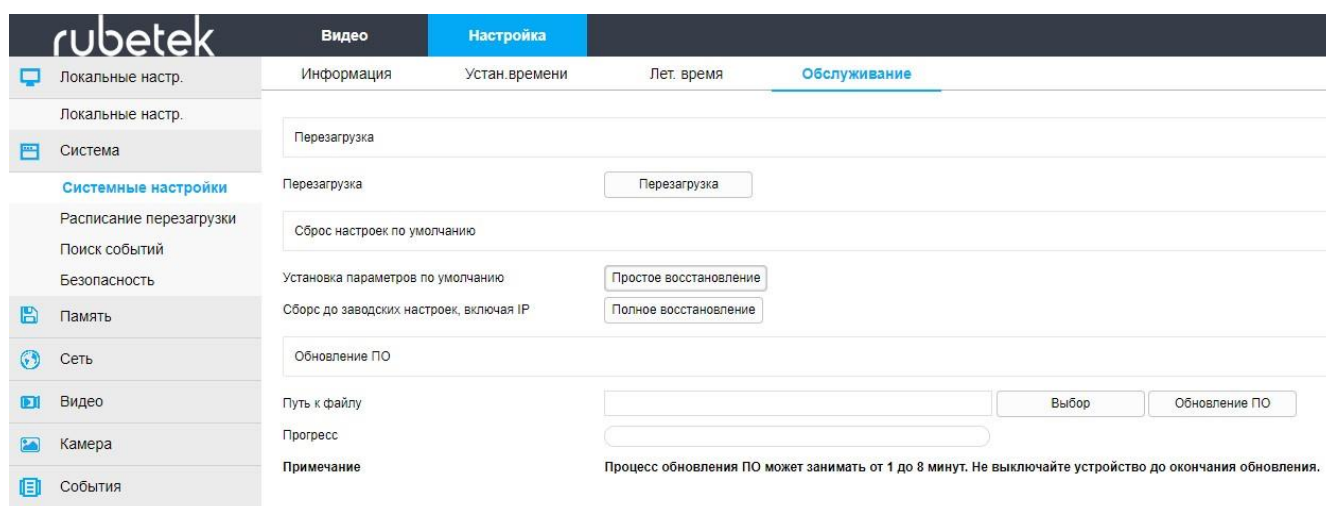 rubetek Видео Настройка
Локальные настр. Информация Устан.времени Лет. время Обслуживание
Локальные настр.
Перезагрузка
Система
Системные настройки Перезагрузка Перезагрузка
Расписание перезагрузки
Сброс настроек по умолчанию
Поиск событий
Безопасность Установка параметров по умолчанию Простое восстановление
Память Сборс до заводских настроек, включая IP Полное восстановление
Сеть Обновление ПО
Видео Путь к файлу Выбор Обновление ПО
Камера Прогресс
Примечание Процесс обновления ПО может занимать от 1 до 8 минут. Не выключайте устройство до окончания обновления.
События